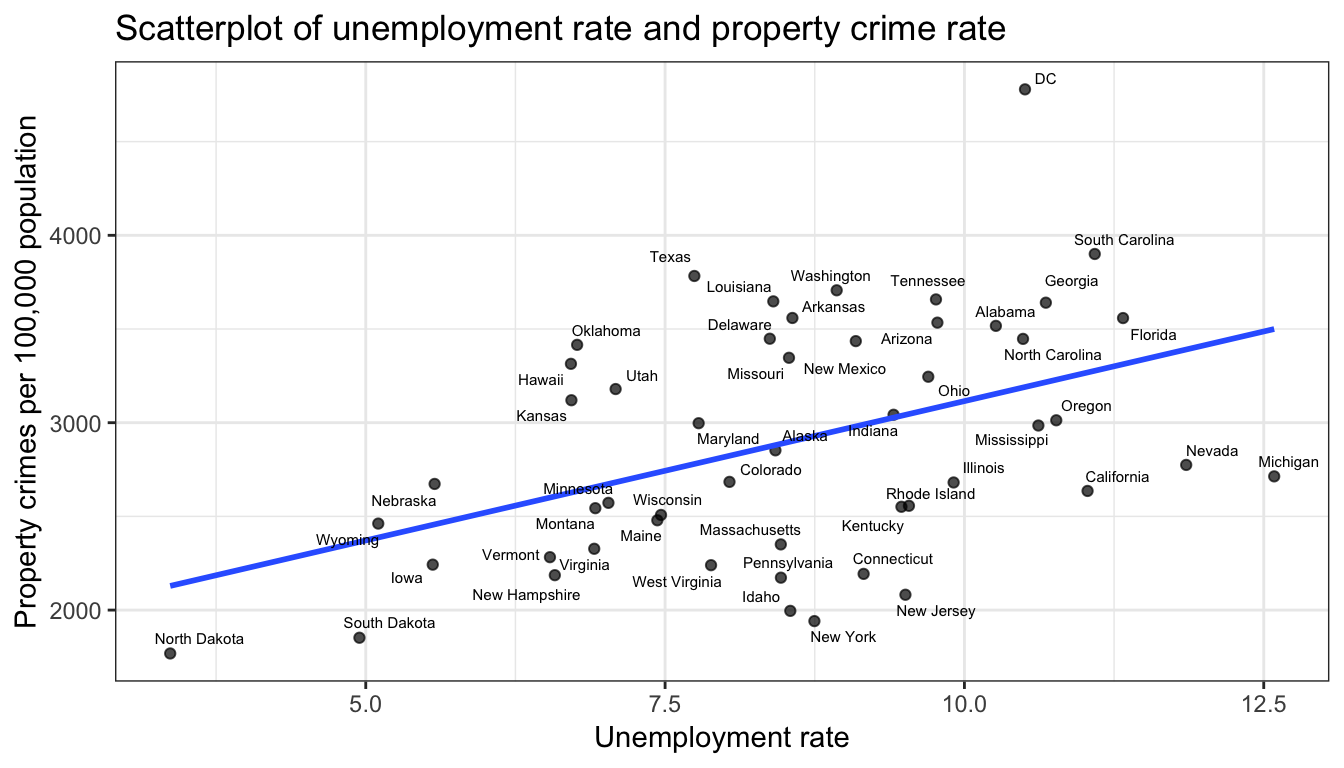 Scatterplot of unemployment rate and property crime rate
Property crimes per 100,000 population
4000
3000
2000
DC
South Carolina
Texas
Washington
Tennessee
Georgia
Louisiana
Arkansas
Alabama
Delaware
Oklahoma
Arizona
Florida
North Carolina
New Mexico
Missouri
Hawaii
Utah
Ohio
Kansas
Oregon
Indiana
Alaska
Maryland
Mississippi
Nevada
Michigan
Illinois
Colorado
California
Minnesota
Rhode Island
Nebraska
Wisconsin
Montana
Kentucky
Massachusetts
Maine
Wyoming
Vermont
Connecticut
Virginia
Pennsylvania
Iowa
West Virginia
New Hampshire
Idaho
New Jersey
South Dakota
New York
North Dakota
5.0
7.5
10.0
12.5
Unemployment rate